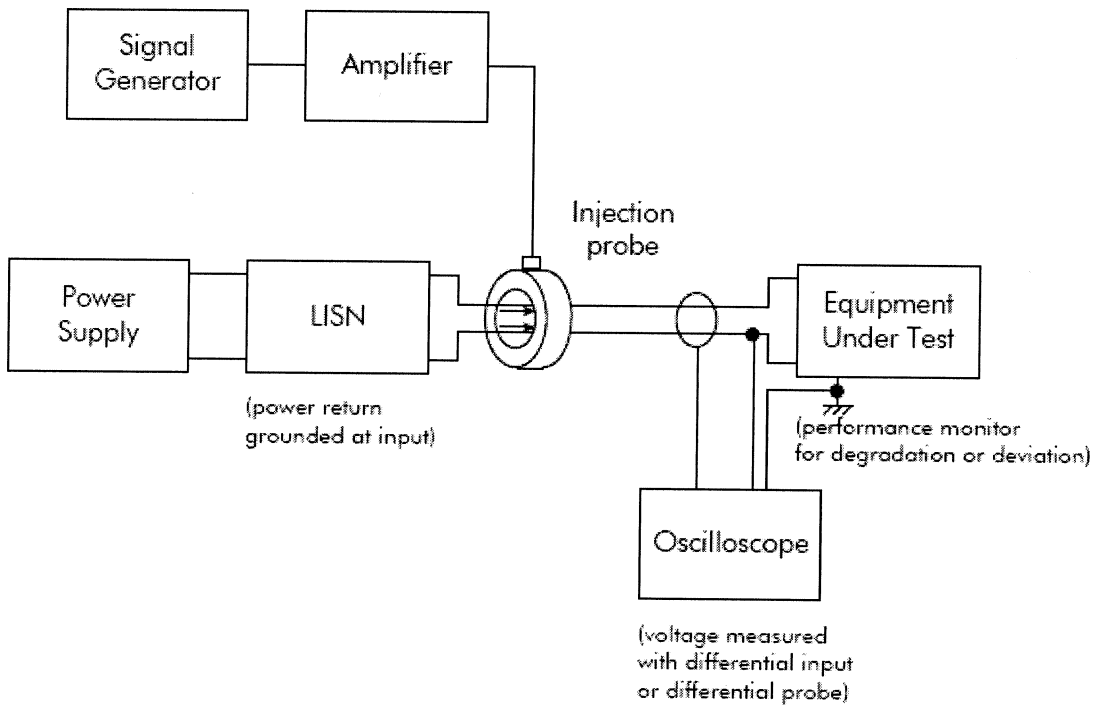 Signal
Generator
Amplifier
Injection
probe
Power
Supply
LISN
Equipment
Under Test
(power return
grounded at input)
(performance monitor
for degradation or deviation)
Oscilloscope
(voltage measured
with differential input
or differential probe)